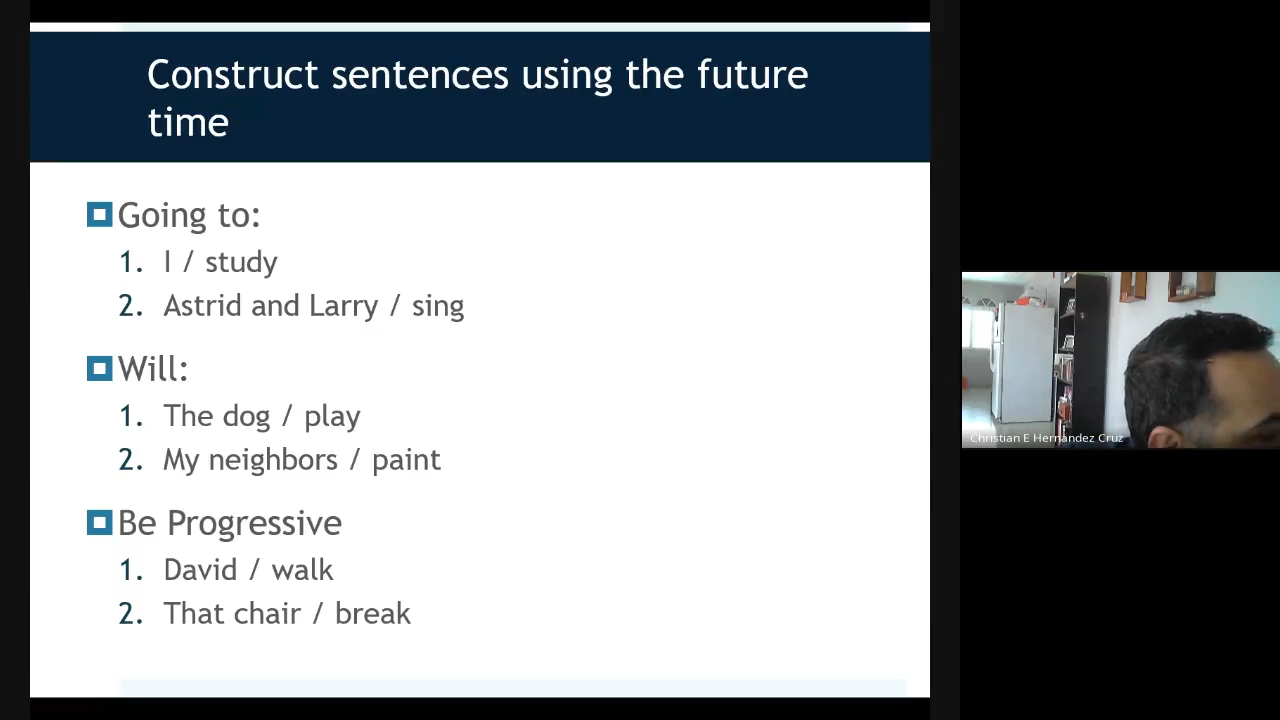 Construct sentences using the future
time
Going to:
1. I / study
2. Astrid and Larry / sing
Will:
1. The dog / play
2. My neighbors / paint
Be Progressive
1. David / walk
2. That chair / break
Christian E Hernández Cruz